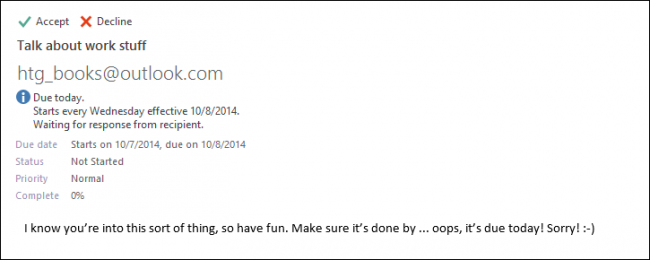 Accept Decline
Talk about work stuff
htg_books@outlook.com
Due today.
Starts every Wednesday effective 10/8/2014.
Waiting for response from recipient.
Due date Starts on 10/7/2014, due on 10/8/2014
Status Not Started
Priority Normal
Complete 0%
I know you’re into this sort of thing, so have fun. Make sure it’s done by ... oops, it’s due today! Sorry! :-)